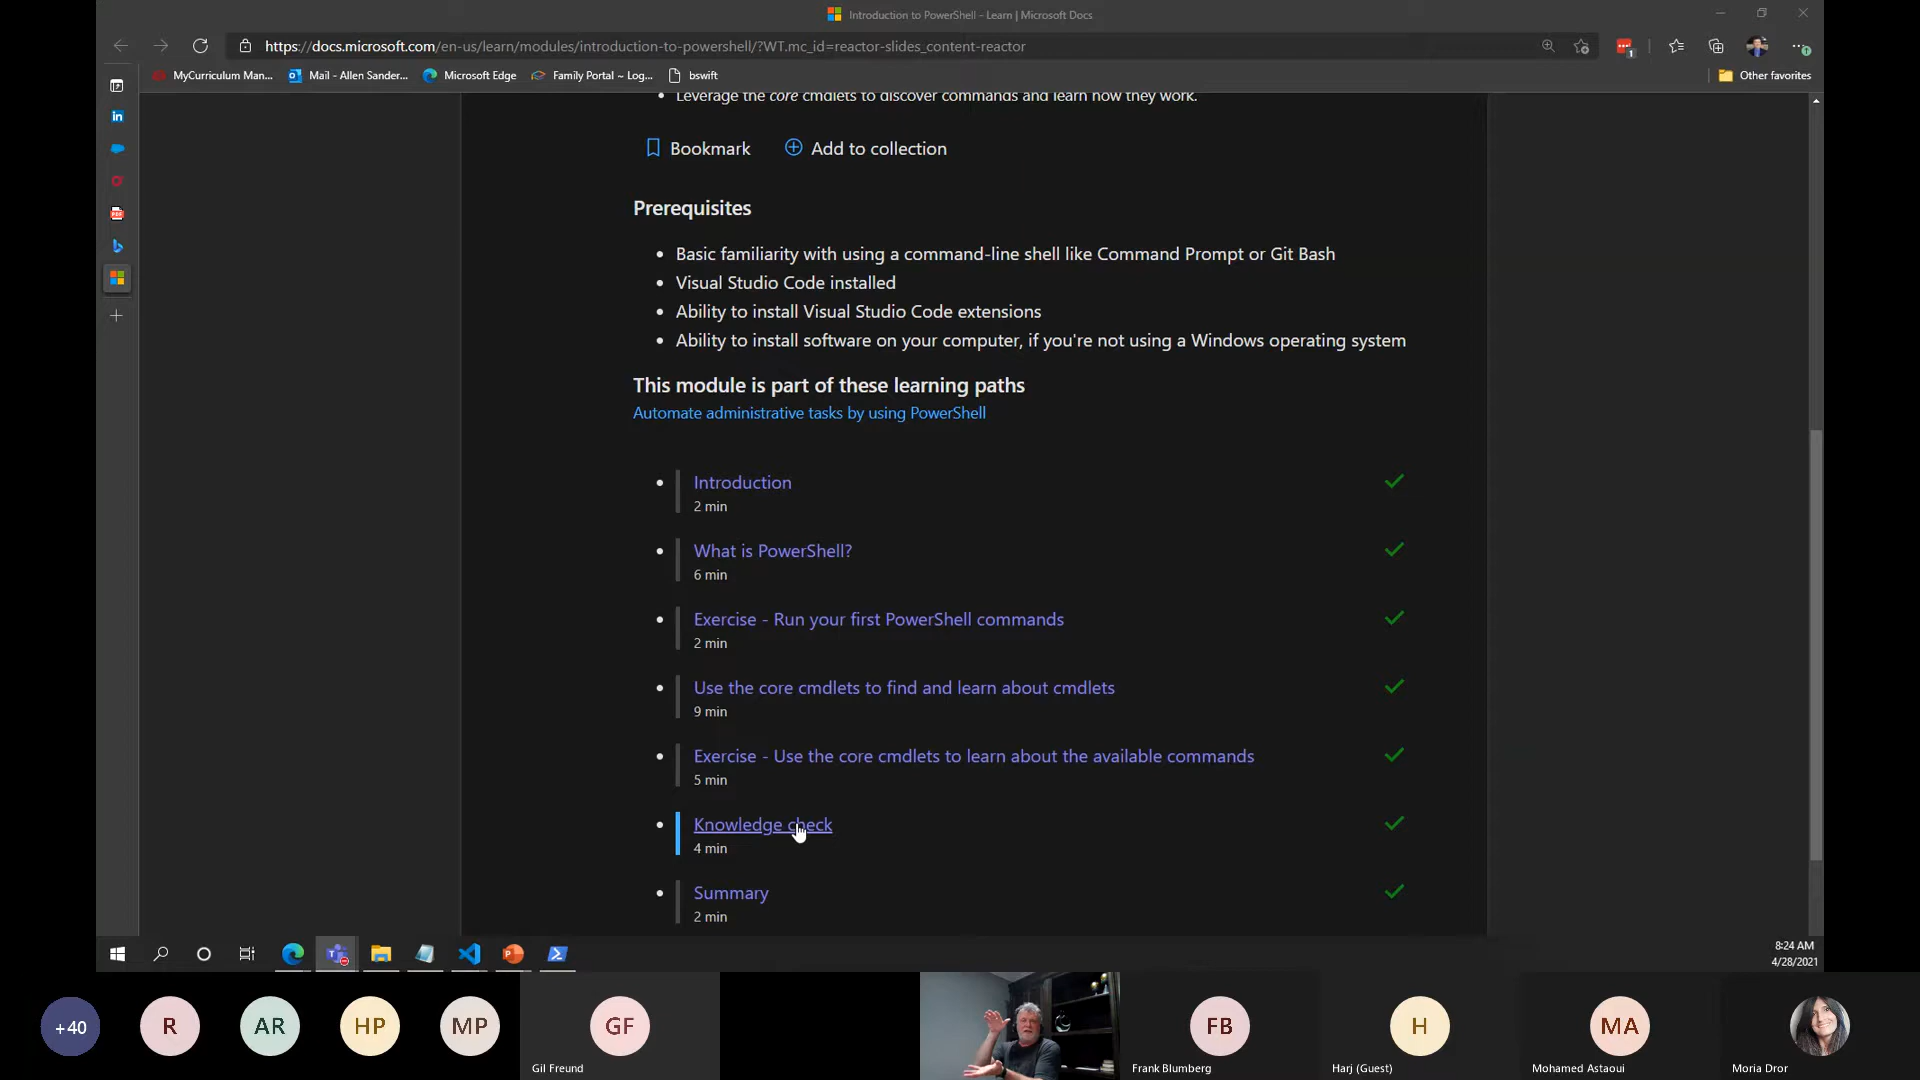 Introduction to PowerShell - Learn | Microsoft Docs
https://docs.microsoft.com/en-us/learn/modules/introduction-to-powershell/?WT.mc_id=reactor-slides_content-reactor
1
MyCurriculum Man...
Mail - Allen Sander...
Microsoft Edge
Family Portal ~ Log...
bswift
Other favorites
Leverage the core cmdlets to discover commands and learn how they work.
Bookmark
Add to collection
Prerequisites
Basic familiarity with using a command-line shell like Command Prompt or Git Bash
Visual Studio Code installed
Ability to install Visual Studio Code extensions
Ability to install software on your computer, if you're not using a Windows operating system
This module is part of these learning paths
Automate administrative tasks by using PowerShell
Introduction
2 min
What is PowerShell?
6 min
Exercise - Run your first PowerShell commands
2 min
Use the core cmdlets to find and learn about cmdlets
9 min
Exercise - Use the core cmdlets to learn about the available commands
5 min
Knowledge check
4 min
Summary
2 min
8:24 AM
4/28/2021
+40
R
AR
HP
MP
GF
Gil Freund
FB
Frank Blumberg
H
Harj (Guest)
MA
Mohamed Astaoui
Moria Dror